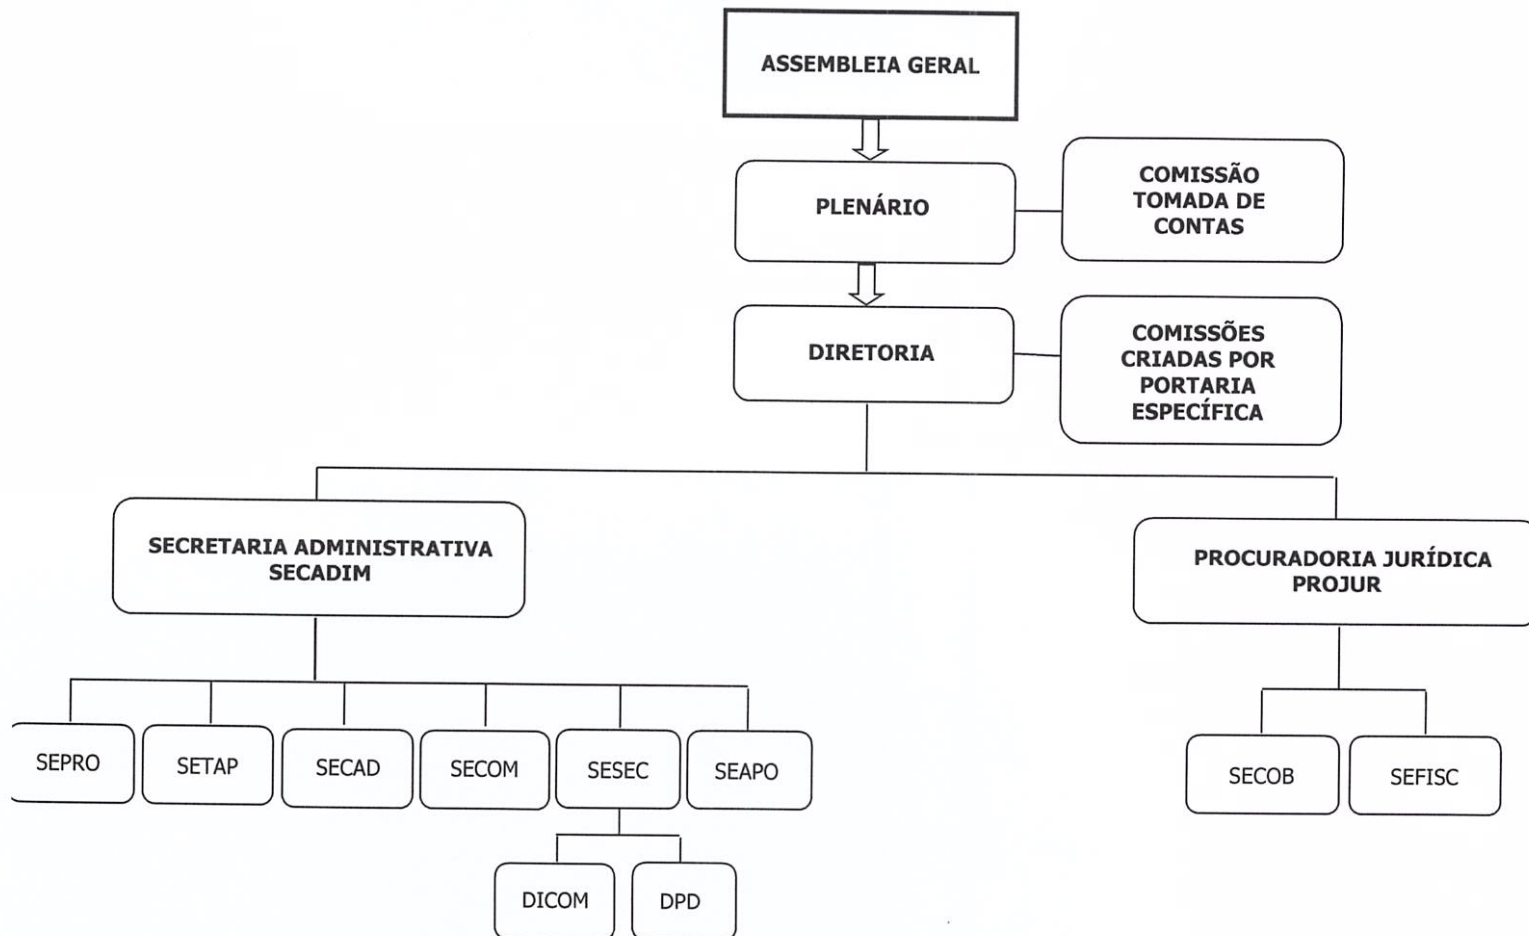 ASSEMBLEIA GERAL
PLENÁRIO
COMISSÃO
TOMADA DE
CONTAS
DIRETORIA
COMISSÕES
CRIADAS POR
PORTARIA
ESPECÍFICA
SECRETARIA ADMINISTRATIVA
SECADIM
PROCURADORIA JURÍDICA
PROJUR
SEPRO
SETAP
SECAD
SECOM
SESEC
SEAPO
SECOB
SEFISC
DICOM
DPD